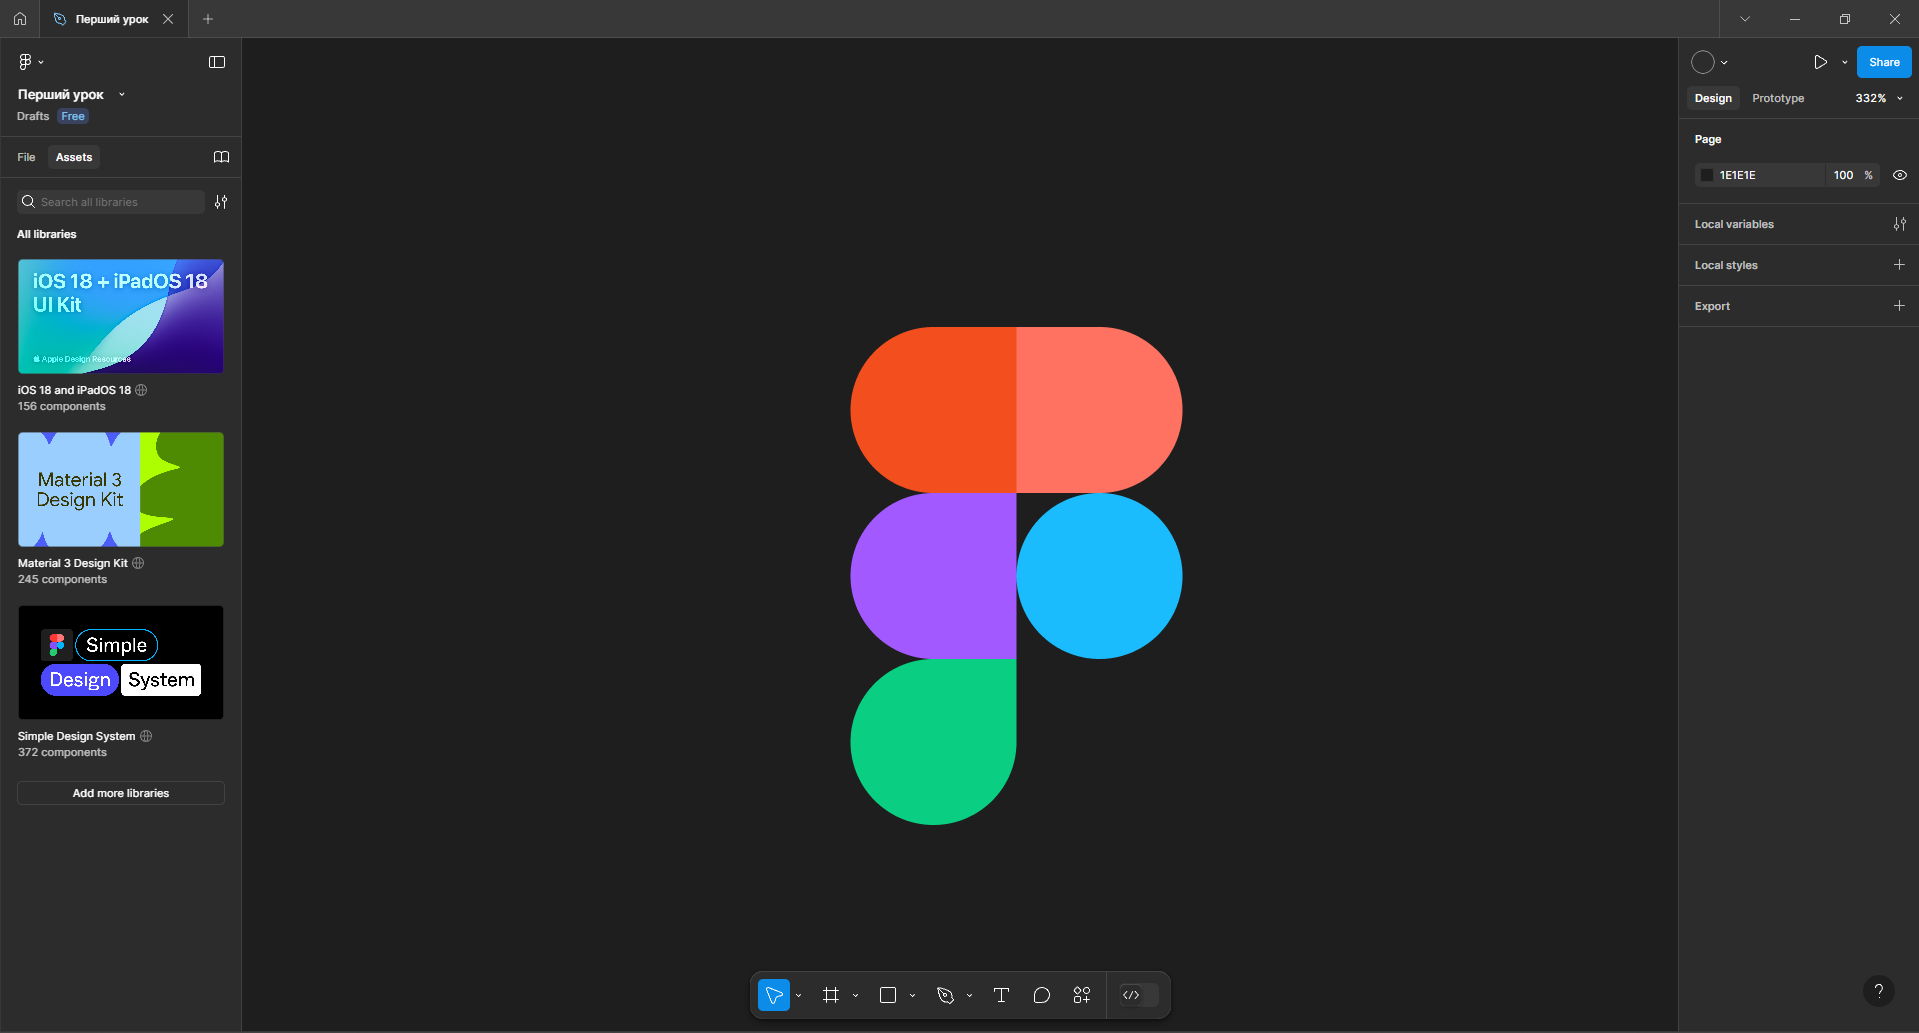 Перший урок
Перший урок
Drafts Free
File Assets
Search all libraries
All libraries
iOS 18 + iPadOS 18
UI Kit
Apple Design Resources
iOS 18 and iPadOS 18
156 components
Material 3
Design Kit
Material 3 Design Kit
245 components
Simple
Design System
Simple Design System
372 components
Add more libraries
Share
Design Prototype 332%
Page
1E1E1E 100 %
Local variables
Local styles
Export
?